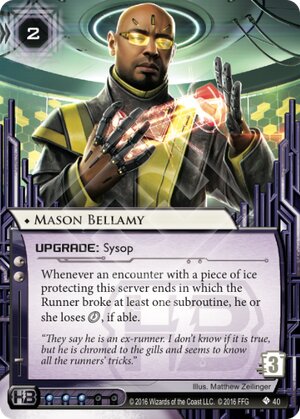 2
MASON BELLAMY
UPGRADE: Sysop
Whenever an encounter with a piece of ice
protecting this server ends in which the
Runner broke at least one subroutine, he or
she loses , if able.
“They say he is an ex-runner. I don't know if it is true,
but he is chromed to the gills and seems to know
all the runners' tricks.”
3
Illus. Matthew Zeilinger
HB
© 2016 Wizards of the Coast LLC. © 2016 FFG
40